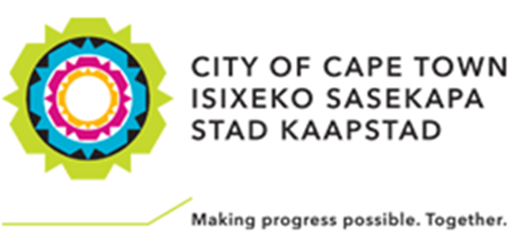 CITY OF CAPE TOWN
ISIXEKO SASEKAPA
STAD KAAPSTAD
Making progress possible. Together.